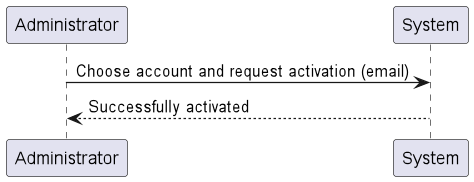 Administrator
System
Choose account and request activation (email)
Successfully activated
Administrator
System